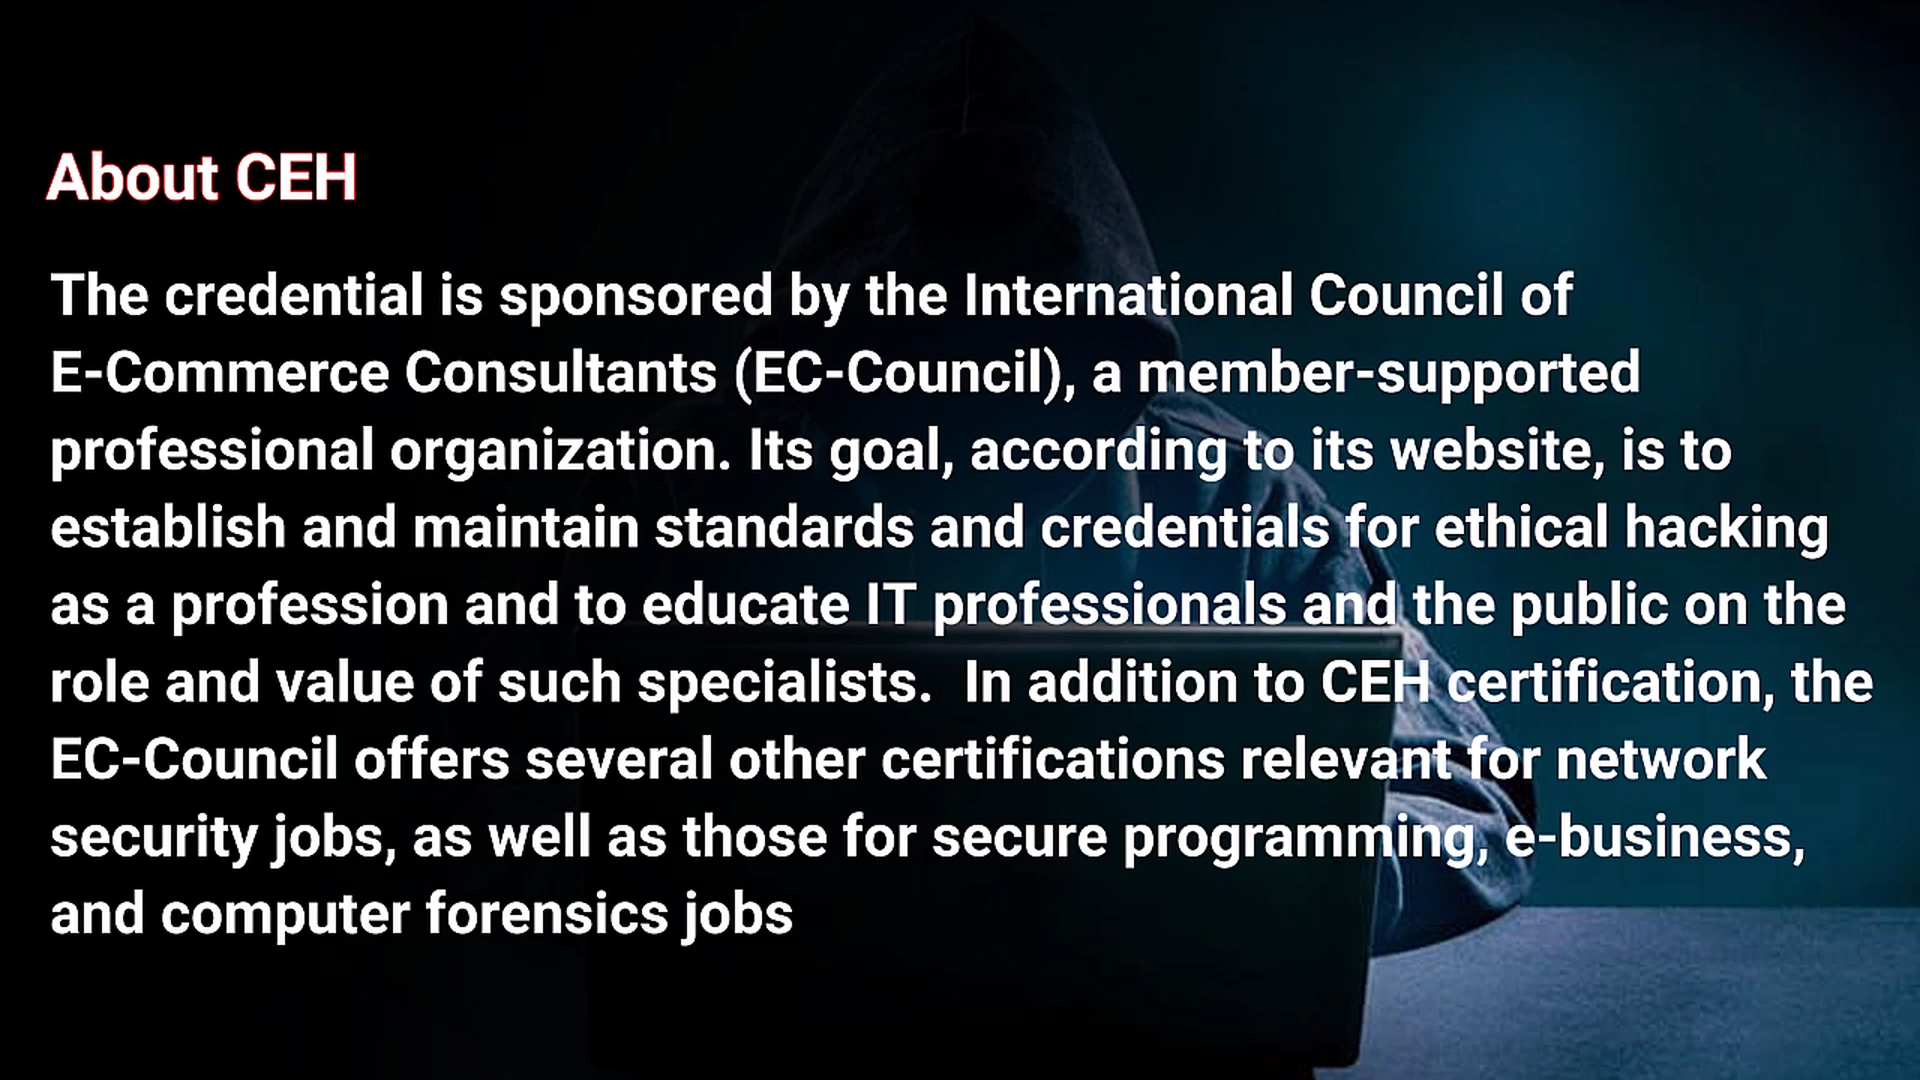 About CEH
The credential is sponsored by the International Council of
E-Commerce Consultants (EC-Council), a member-supported
professional organization. Its goal, according to its website, is to
establish and maintain standards and credentials for ethical hacking
as a profession and to educate IT professionals and the public on the
role and value of such specialists.  In addition to CEH certification, the
EC-Council offers several other certifications relevant for network
security jobs, as well as those for secure programming, e-business,
and computer forensics jobs